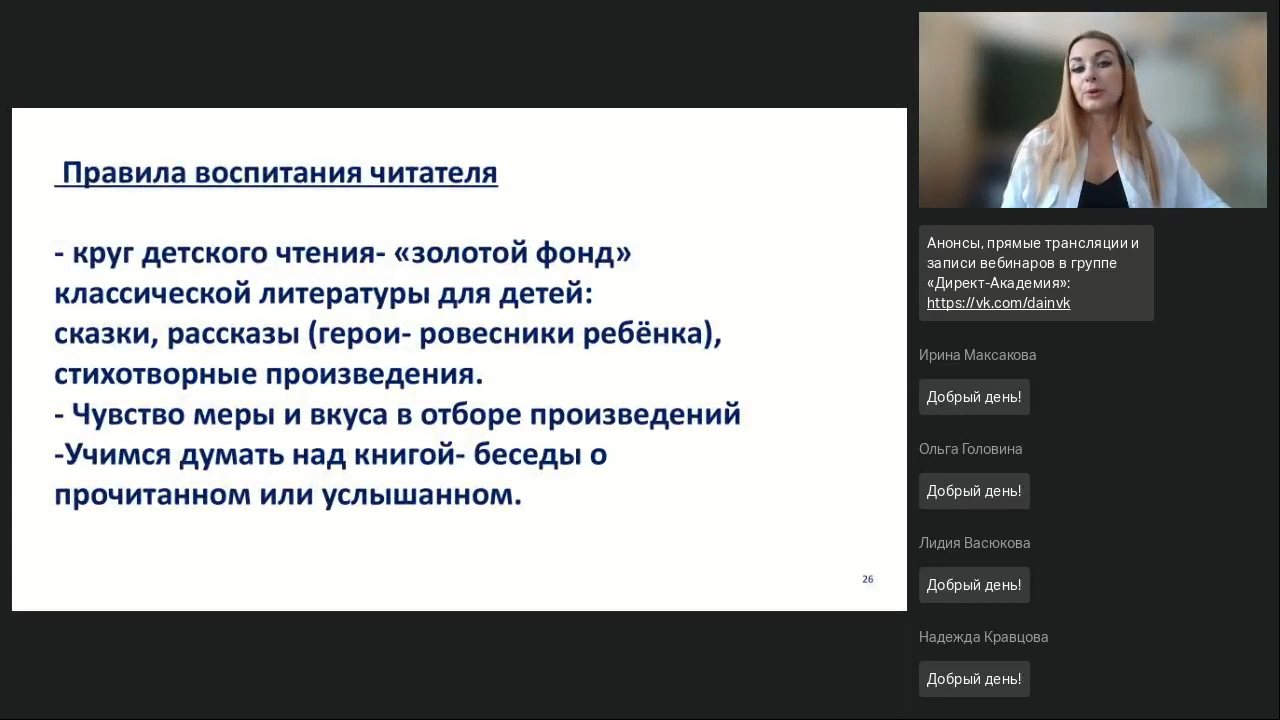 Правила воспитания читателя
- круг детского чтения- «золотой фонд»
классической литературы для детей:
сказки, рассказы (герои- ровесники ребёнка),
стихотворные произведения.
- Чувство меры и вкуса в отборе произведений
-Учимся думать над книгой- беседы о
прочитанном или услышанном.
26
Анонсы, прямые трансляции и
записи вебинаров в группе
«Директ-Академия»:
https://vk.com/dainvk
Ирина Максакова
Добрый день!
Ольга Головина
Добрый день!
Лидия Васюкова
Добрый день!
Надежда Кравцова
Добрый день!